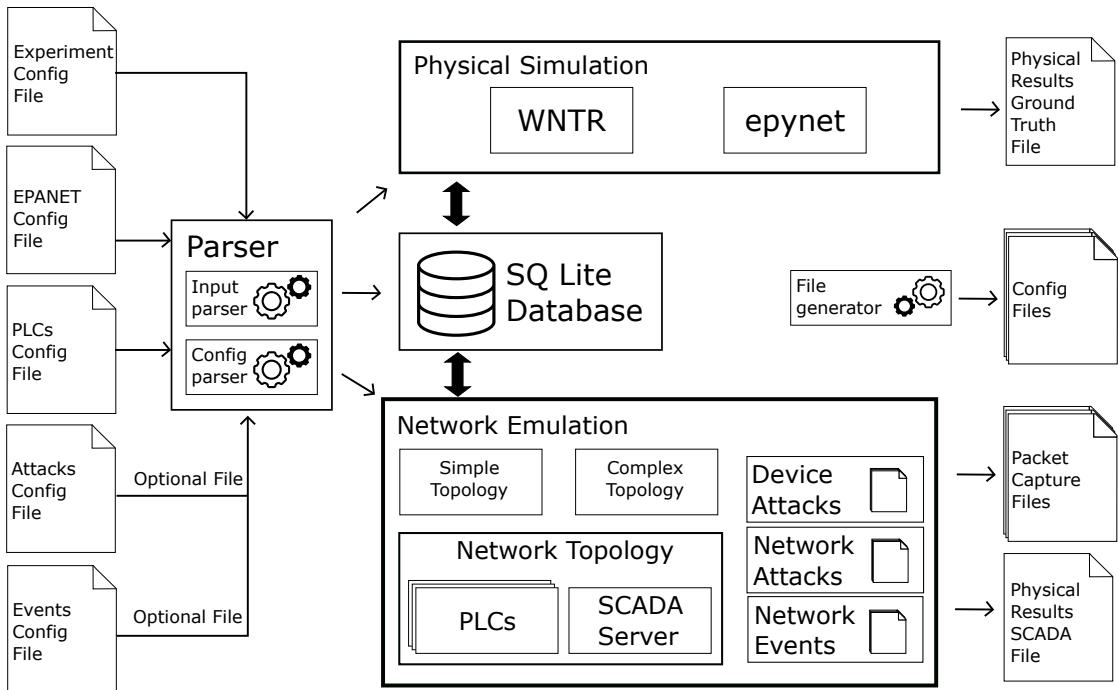 Experiment
Config
File
EPANET
Config
File
PLCs
Config
File
Attacks
Config
File
Optional File
Events
Config
File
Optional File
Parser
Input
parser
Config
parser
Physical Simulation
WNTR
epynet
SQ Lite
Database
File
generator
Network Emulation
Simple
Topology
Complex
Topology
Network Topology
PLCs
SCADA
Server
Device
Attacks
Network
Attacks
Network
Events
Physical
Results
Ground
Truth
File
Config
Files
Packet
Capture
Files
Physical
Results
SCADA
File